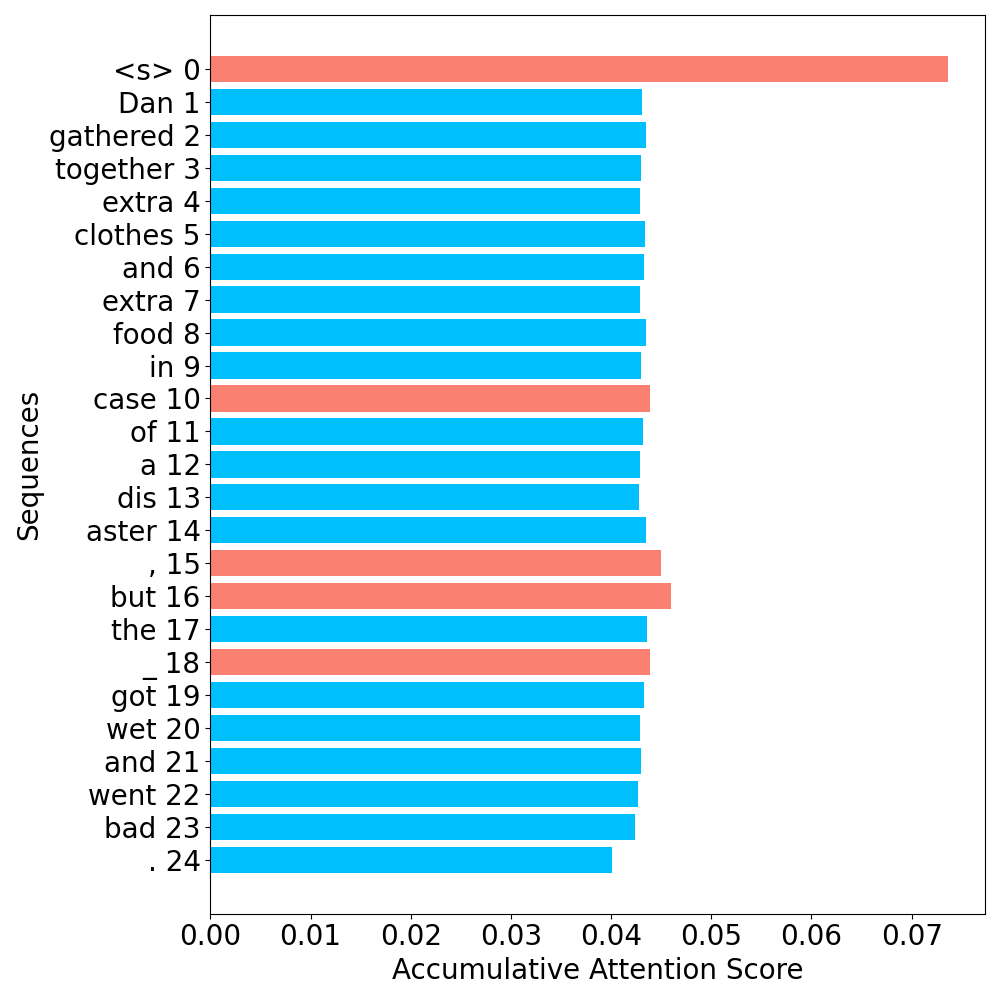 <s> 0
Dan 1
gathered 2
together 3
extra 4
clothes 5
and 6
extra 7
food 8
in 9
case 10
of 11
a 12
dis 13
aster 14
, 15
but 16
the 17
_ 18
got 19
wet 20
and 21
went 22
bad 23
. 24
Sequences
0.00 0.01 0.02 0.03 0.04 0.05 0.06 0.07
Accumulative Attention Score